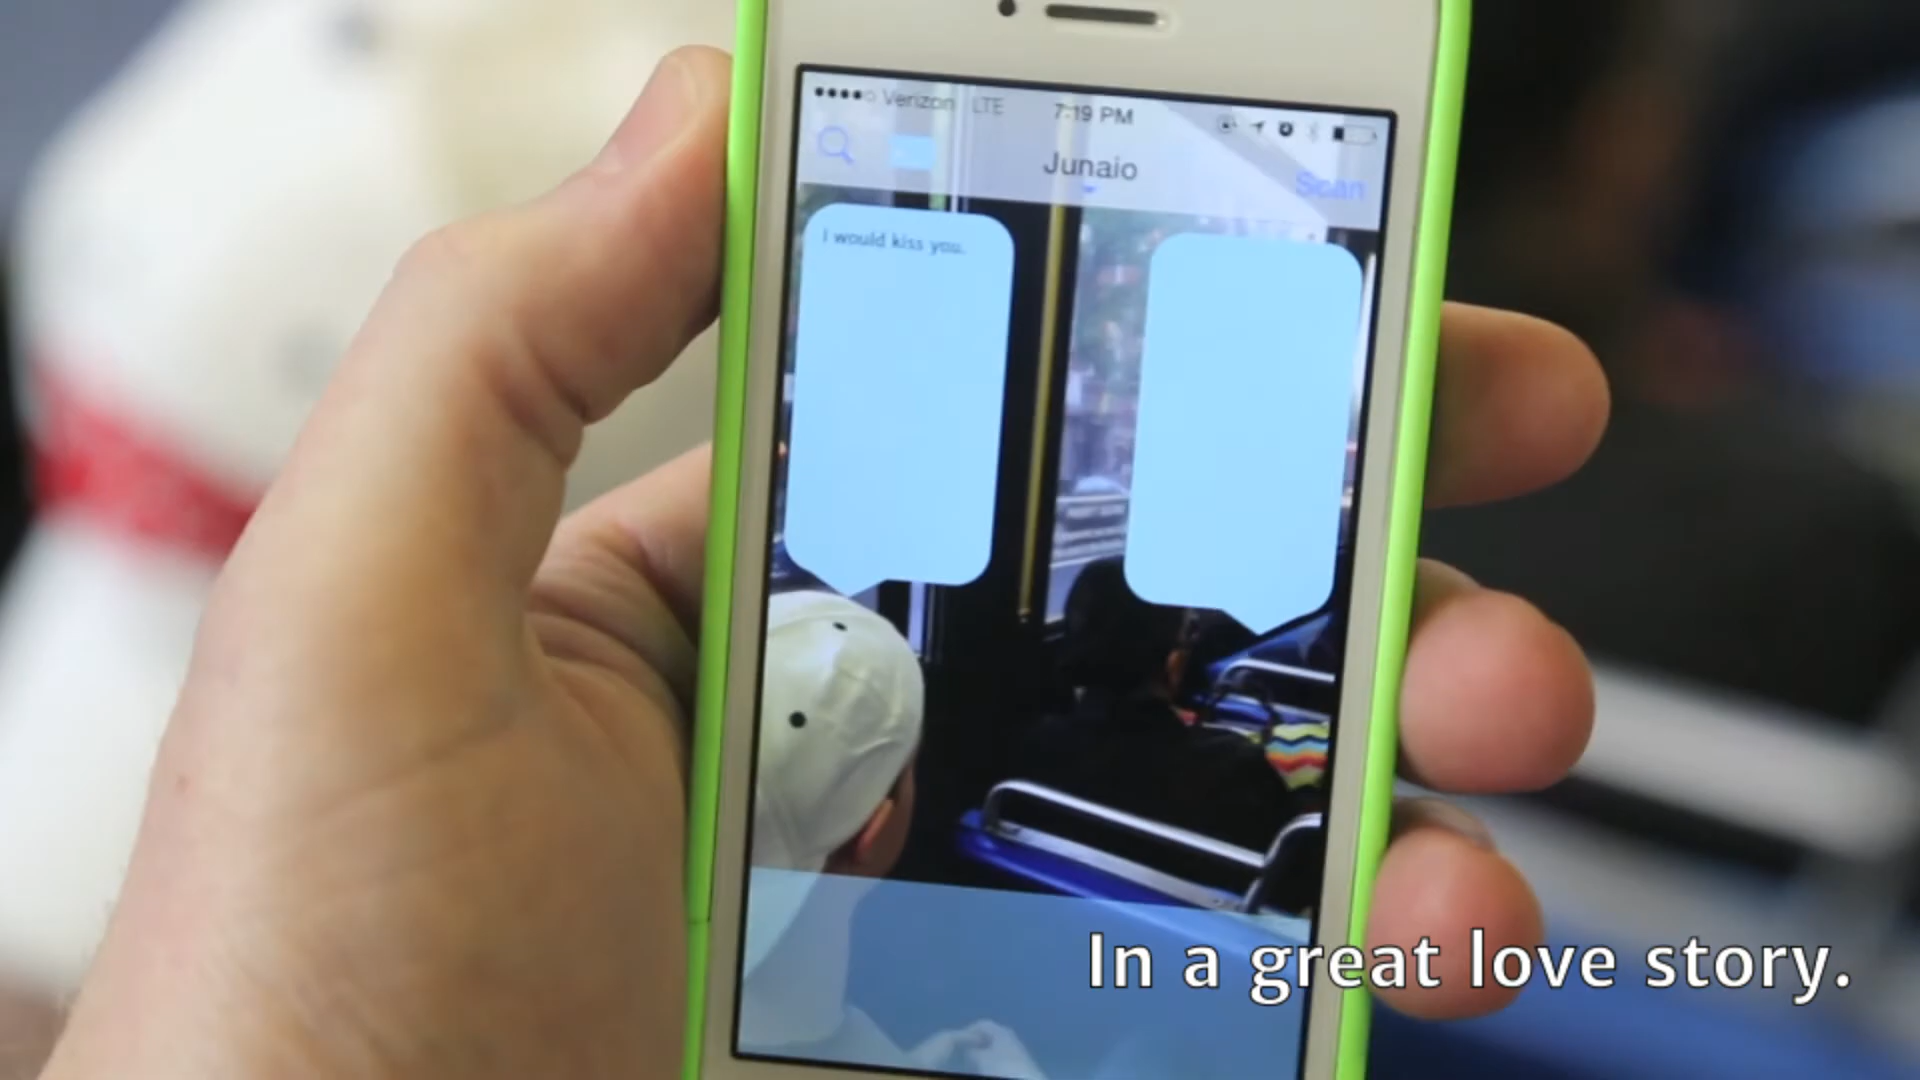 Verizon LTE 7:19 PM
Junaio
Scan
I would kiss you.
In a great love story.